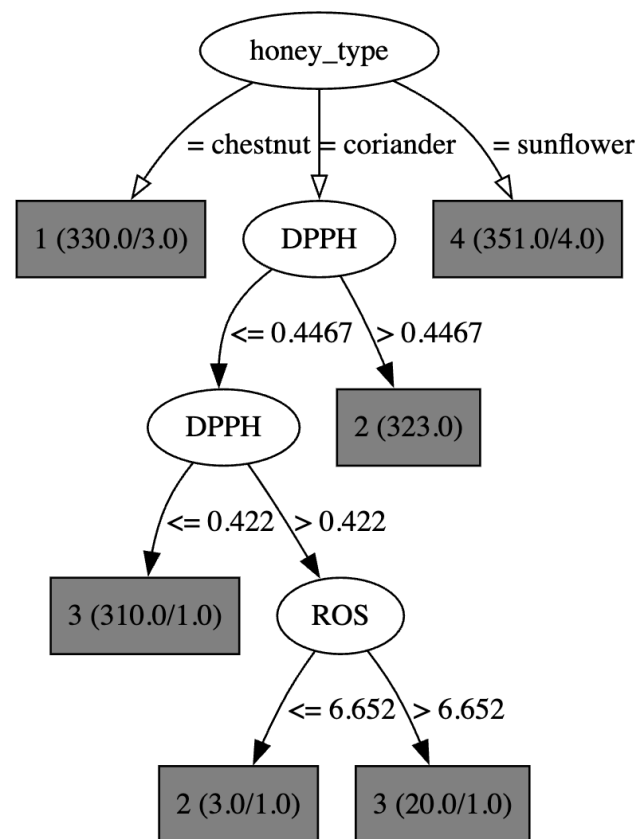 honey_type
= chestnut = coriander = sunflower
1 (330.0/3.0) DPPH 4 (351.0/4.0)
<= 0.4467 > 0.4467
DPPH 2 (323.0)
<= 0.422 > 0.422
3 (310.0/1.0) ROS
<= 6.652 > 6.652
2 (3.0/1.0) 3 (20.0/1.0)